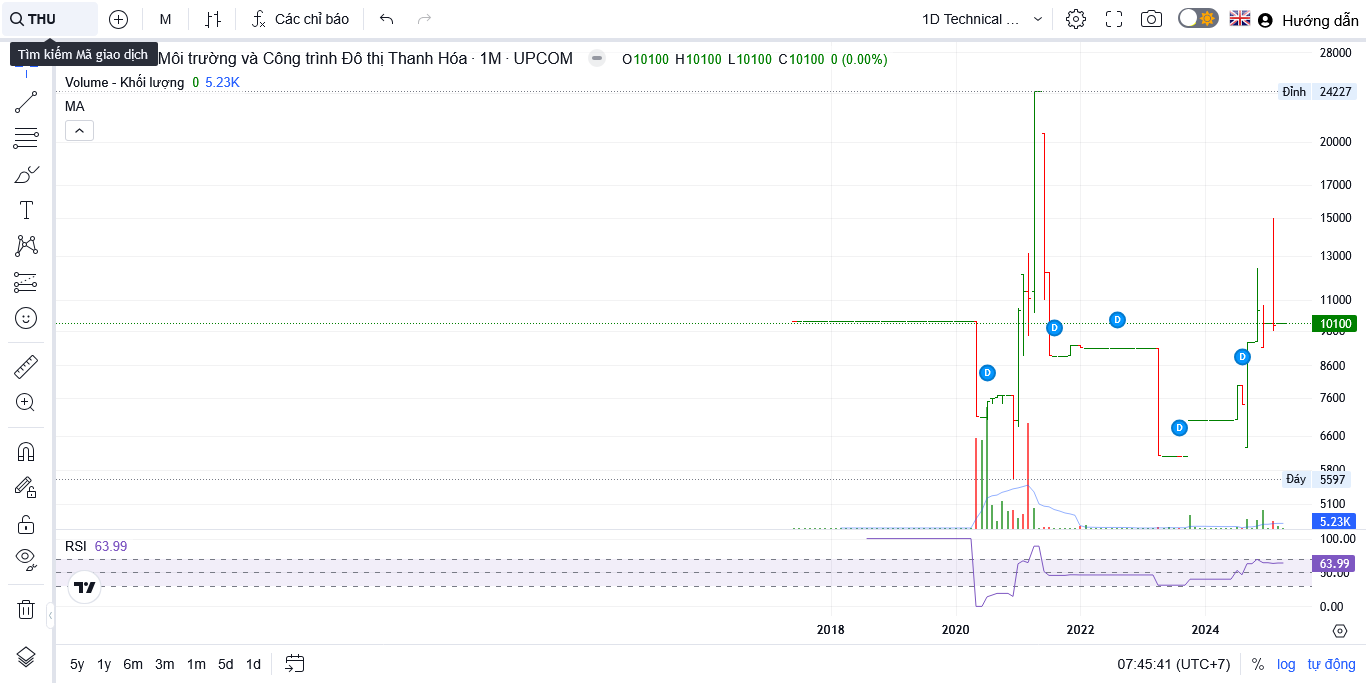 THU
M
Các chỉ báo
1D Technical ...
Hướng dẫn
Tìm kiếm Mã giao dịch
Môi trường và Công trình Đô thị Thanh Hóa · 1M · UPCOM
O10100 H10100 L10100 C10100 0 (0.00%)
Volume - Khối lượng 0 5.23K
MA
28000
Đỉnh 24227
20000
17000
15000
13000
11000
10100
8600
7600
6600
5800
Đáy 5597
5100
5.23K
D
D
D
D
D
RSI 63.99
100.00
63.99
50.00
0.00
2018 2020 2022 2024
5y 1y 6m 3m 1m 5d 1d
07:45:41 (UTC+7) % log tự động